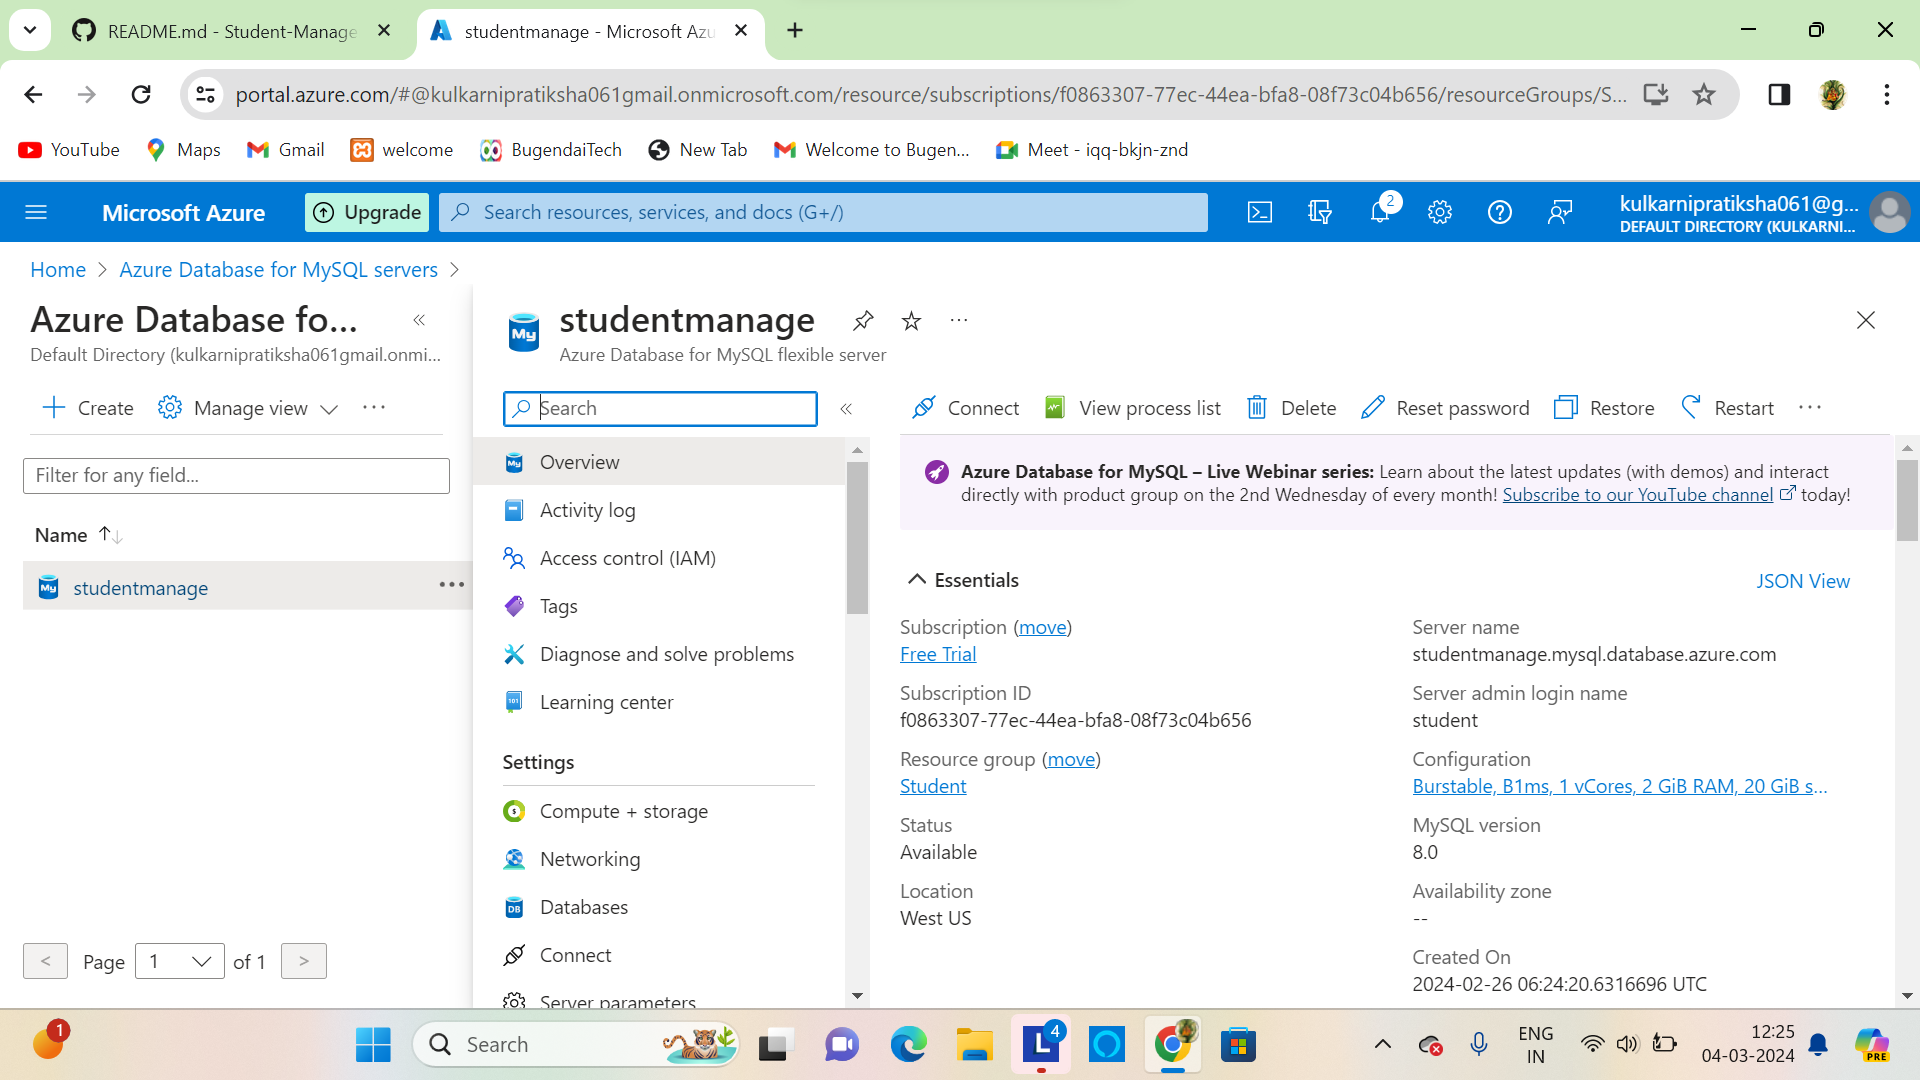 README.md - Student-Manage
studentmanage - Microsoft Azu
portal.azure.com/#@kulkarnipratiksha061gmail.onmicrosoft.com/resource/subscriptions/f0863307-77ec-44ea-bfa8-08f73c04b656/resourceGroups/S...
YouTube
Maps
Gmail
welcome
BugendaiTech
New Tab
Welcome to Bugen...
Meet - iqq-bkjn-znd
Microsoft Azure
Upgrade
Search resources, services, and docs (G+/)
2
kulkarnipratiksha061@g...
DEFAULT DIRECTORY (KULKARNI...
Home > Azure Database for MySQL servers >
Azure Database fo...
Default Directory (kulkarnipratiksha061gmail.onmi...
Create
Manage view
Filter for any field...
Name
My studentmanage
Page 1 of 1
My
studentmanage
Azure Database for MySQL flexible server
Search
My Overview
Activity log
Access control (IAM)
Tags
Diagnose and solve problems
101 Learning center
Settings
Compute + storage
Networking
DB Databases
Connect
Server parameters
Connect
View process list
Delete
Reset password
Restore
Restart
Azure Database for MySQL – Live Webinar series: Learn about the latest updates (with demos) and interact
directly with product group on the 2nd Wednesday of every month! Subscribe to our YouTube channel today!
Essentials
JSON View
Subscription (move)
Free Trial
Subscription ID
f0863307-77ec-44ea-bfa8-08f73c04b656
Resource group (move)
Student
Status
Available
Location
West US
Server name
studentmanage.mysql.database.azure.com
Server admin login name
student
Configuration
Burstable, B1ms, 1 vCores, 2 GiB RAM, 20 GiB s...
MySQL version
8.0
Availability zone
--
Created On
2024-02-26 06:24:20.6316696 UTC
1
Search
L
4
ENG
IN
12:25
04-03-2024
PRE